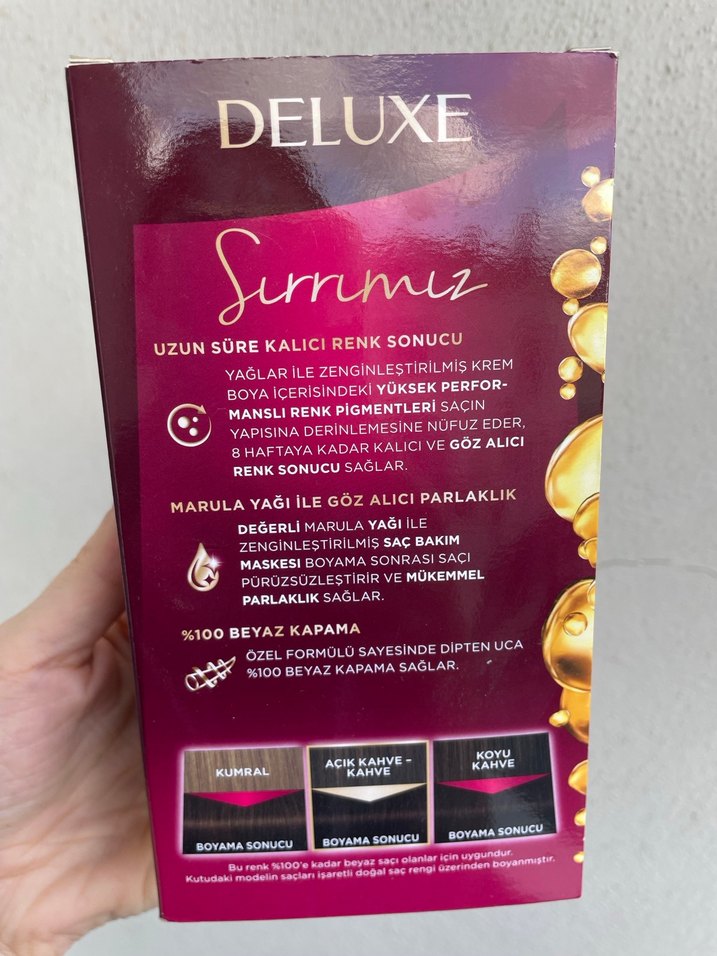 DELUXE
Sırrımız
UZUN SÜRE KALICI RENK SONUCU
YAĞLAR İLE ZENGİNLEŞTİRİLMİŞ KREM
BOYA İÇERİSİNDEKİ YÜKSEK PERFOR-
MANSLI RENK PİGMENTLERİ SAÇIN
YAPISINA DERİNLEMESİNE NÜFUZ EDER,
8 HAFTAYA KADAR KALICI VE GÖZ ALICI
RENK SONUCU SAĞLAR.
MARULA YAĞI İLE GÖZ ALICI PARLAKLIK
DEĞERLİ MARULA YAĞI İLE
ZENGİNLEŞTİRİLMİŞ SAÇ BAKIM
MASKESI BOYAMA SONRASI SAÇI
PÜRÜZSÜZLEŞTİRİR VE MÜKEMMEL
PARLAKLIK SAĞLAR.
%100 BEYAZ KAPAMA
ÖZEL FORMÜLÜ SAYESİNDE DİPTEN UCA
%100 BEYAZ KAPAMA SAĞLAR.
KUMRAL
BOYAMA SONUCU
AÇIK KAHVE –
KAHVE
BOYAMA SONUCU
KOYU
KAHVE
BOYAMA SONUCU
Bu renk %100'e kadar beyaz saçı olanlar için uygundur.
Kutudaki modelin saçları işaretli doğal saç rengi üzerinden boyanmıştır.